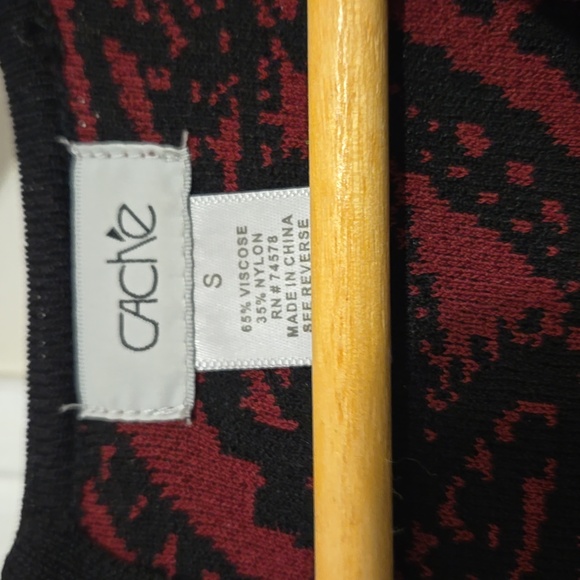 CACHé
S
65% VISCOSE
35% NYLON
RN # 74578
MADE IN CHINA
SEE REVERSE